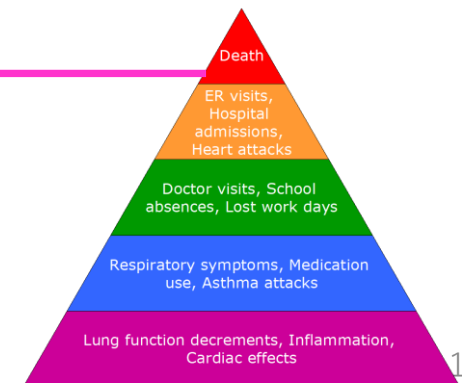 Death
ER visits,
Hospital
admissions,
Heart attacks
Doctor visits, School
absences, Lost work days
Respiratory symptoms, Medication
use, Asthma attacks
Lung function decrements, Inflammation,
Cardiac effects
1